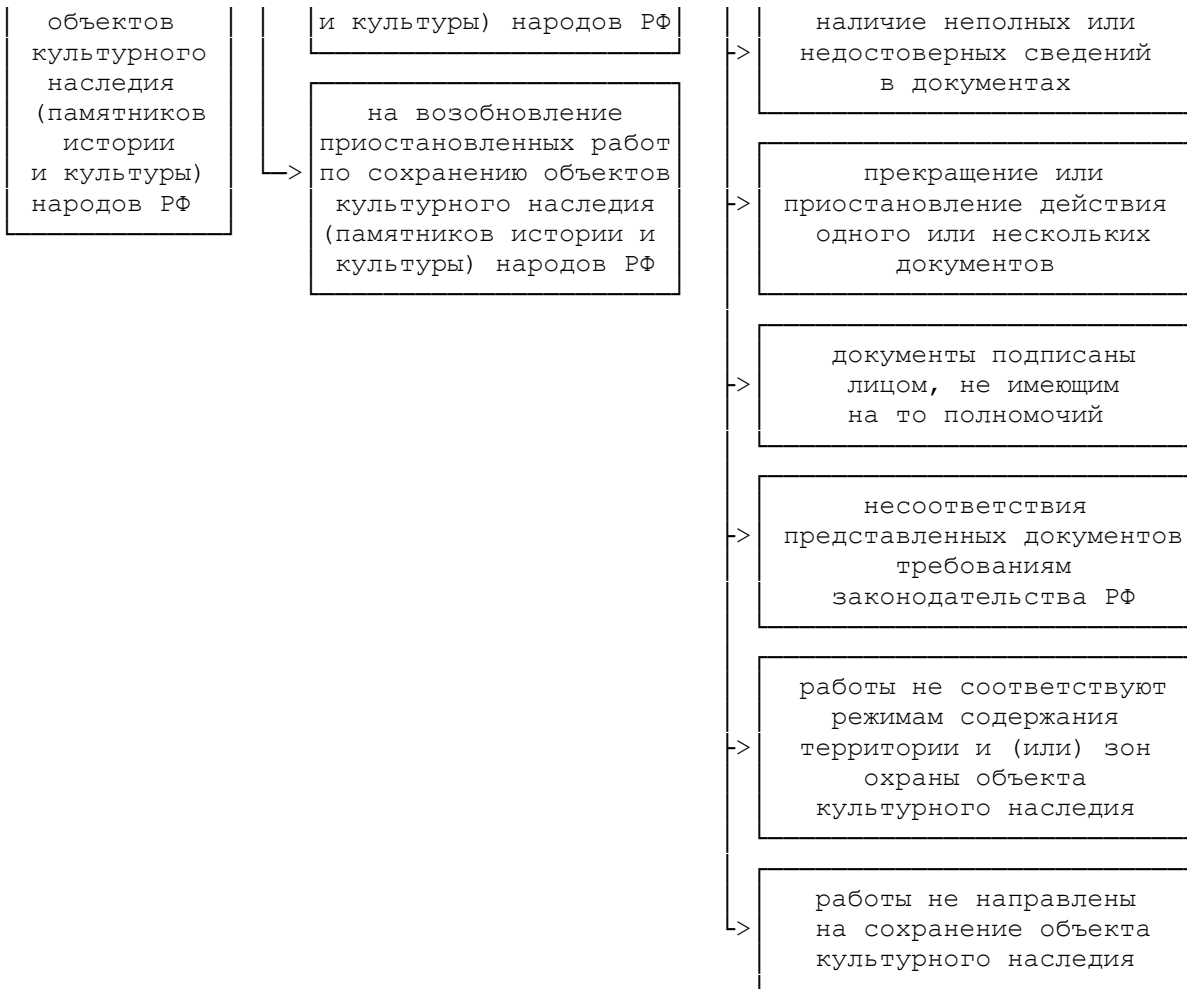 объектов
культурного
наследия
(памятников
истории
и культуры)
народов РФ
и культуры) народов РФ
на возобновление
приостановленных работ
по сохранению объектов
культурного наследия
(памятников истории и
культуры) народов РФ
наличие неполных или
недостоверных сведений
в документах
прекращение или
приостановление действия
одного или нескольких
документов
документы подписаны
лицом, не имеющим
на то полномочий
несоответствия
представленных документов
требованиям
законодательства РФ
работы не соответствуют
режимам содержания
территории и (или) зон
охраны объекта
культурного наследия
работы не направлены
на сохранение объекта
культурного наследия